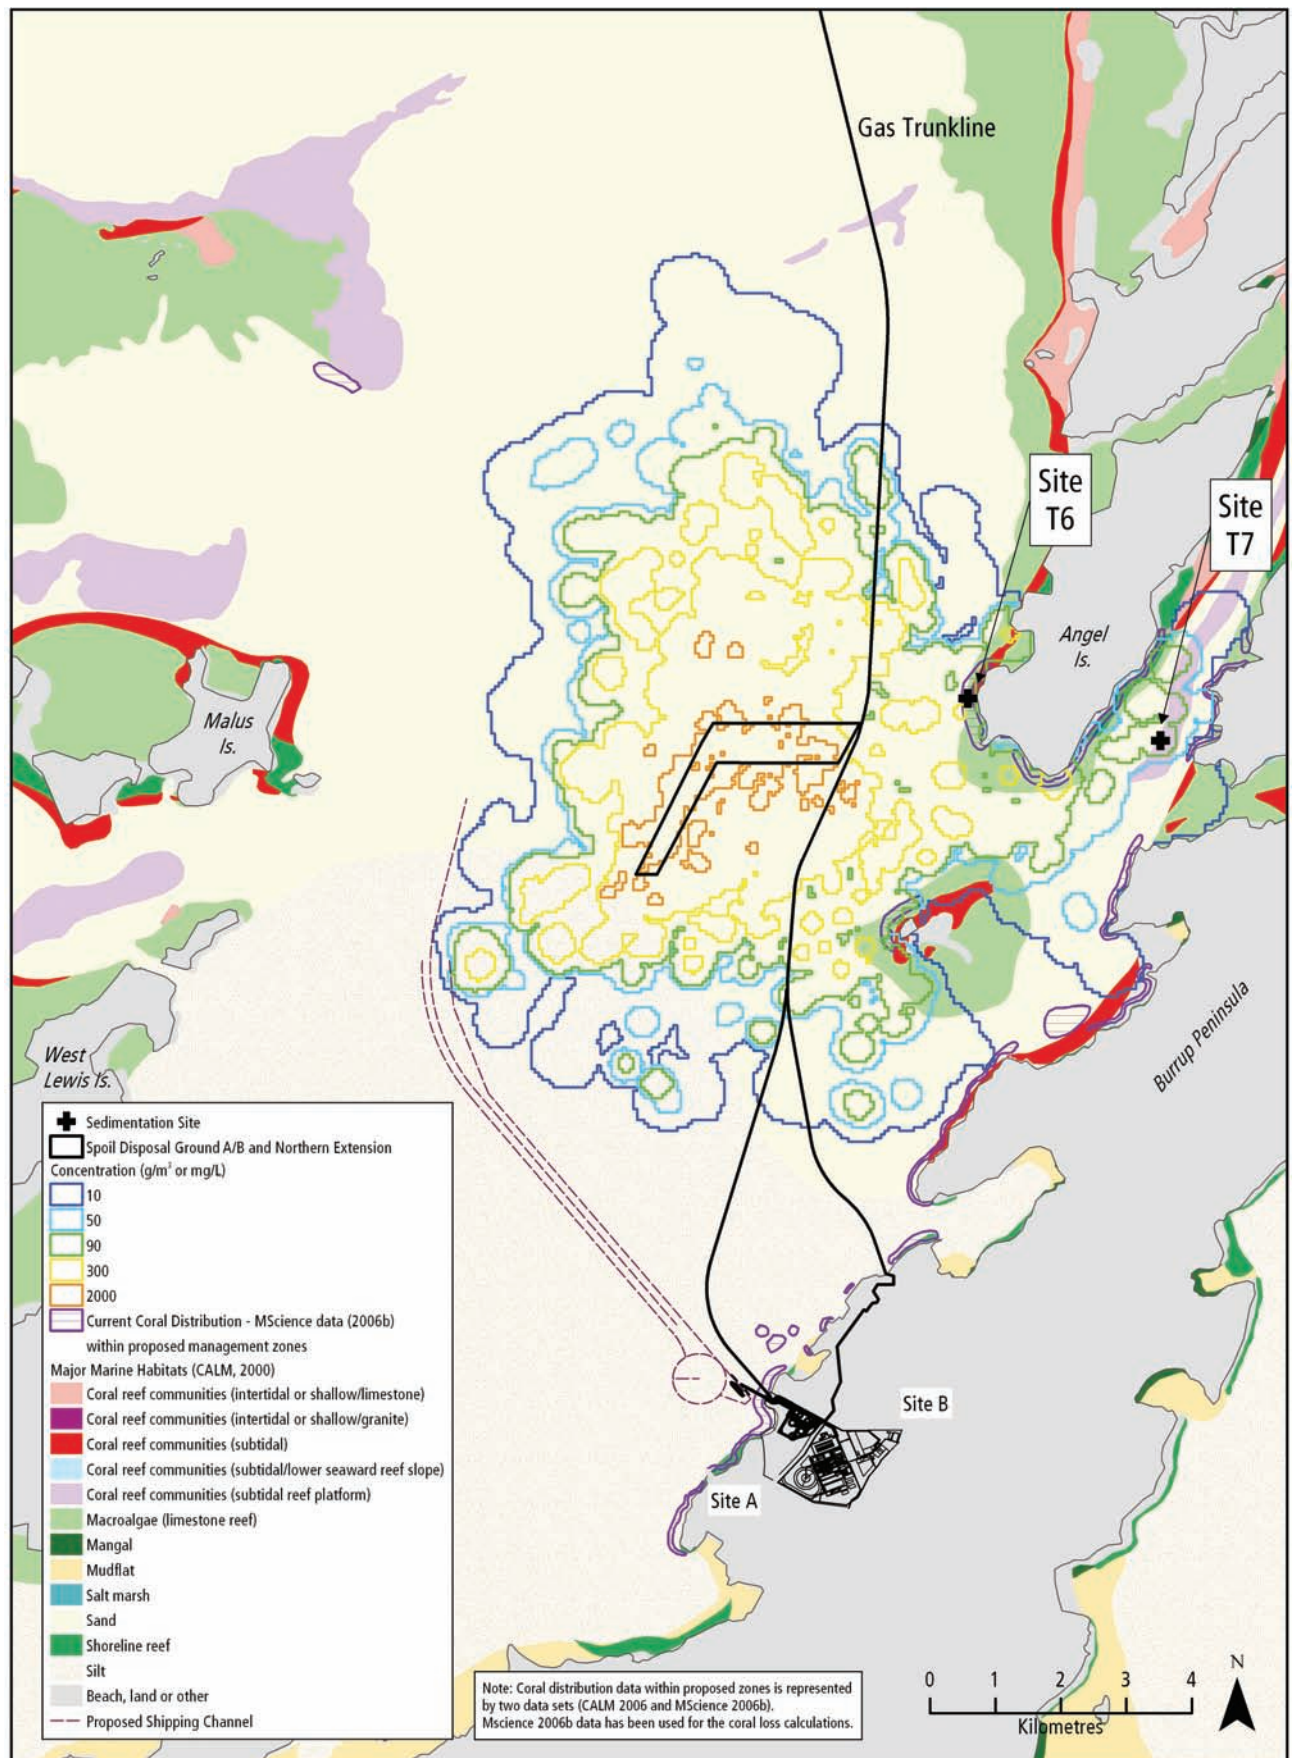 Gas Trunkline
Site
T6
Site
T7
Angel
Is.
Malus
Is.
West
Lewis Is.
Burrup Peninsula
Sedimentation Site
Spoil Disposal Ground A/B and Northern Extension
Concentration (g/m³ or mg/L)
10
50
90
300
2000
Current Coral Distribution - MScience data (2006b)
within proposed management zones
Major Marine Habitats (CALM, 2000)
Coral reef communities (intertidal or shallow/limestone)
Coral reef communities (intertidal or shallow/granite)
Coral reef communities (subtidal)
Coral reef communities (subtidal/lower seaward reef slope)
Coral reef communities (subtidal reef platform)
Macroalgae (limestone reef)
Mangal
Mudflat
Salt marsh
Sand
Shoreline reef
Silt
Beach, land or other
Proposed Shipping Channel
Site B
Site A
Note: Coral distribution data within proposed zones is represented
by two data sets (CALM 2006 and MScience 2006b).
Mscience 2006b data has been used for the coral loss calculations.
0 1 2 3 4
Kilometres
N